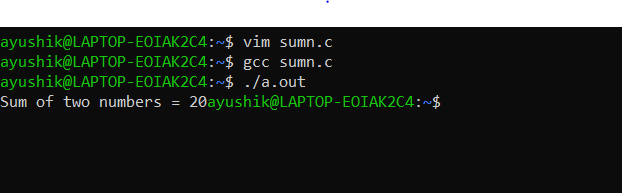 ayushik@LAPTOP-EOIAK2C4:~$ vim sumn.c
ayushik@LAPTOP-EOIAK2C4:~$ gcc sumn.c
ayushik@LAPTOP-EOIAK2C4:~$ ./a.out
Sum of two numbers = 20ayushik@LAPTOP-EOIAK2C4:~$